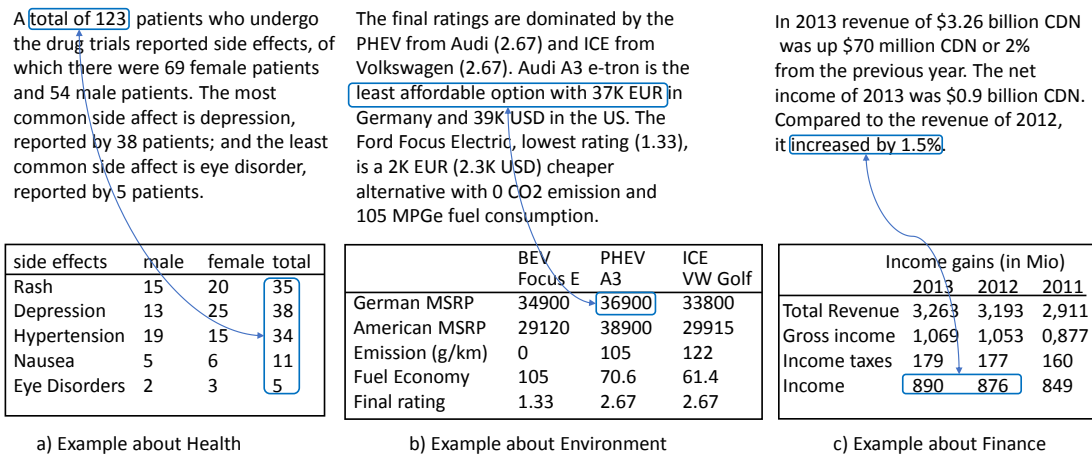 A total of 123 patients who undergo
the drug trials reported side effects, of
which there were 69 female patients
and 54 male patients. The most
common side affect is depression,
reported by 38 patients; and the least
common side affect is eye disorder,
reported by 5 patients.
side effects male female total
Rash 15 20 35
Depression 13 25 38
Hypertension 19 15 34
Nausea 5 6 11
Eye Disorders 2 3 5
a) Example about Health
The final ratings are dominated by the
PHEV from Audi (2.67) and ICE from
Volkswagen (2.67). Audi A3 e-tron is the
least affordable option with 37K EUR in
Germany and 39K USD in the US. The
Ford Focus Electric, lowest rating (1.33),
is a 2K EUR (2.3K USD) cheaper
alternative with 0 CO2 emission and
105 MPGe fuel consumption.
BEV PHEV ICE
Focus E A3 VW Golf
German MSRP 34900 36900 33800
American MSRP 29120 38900 29915
Emission (g/km) 0 105 122
Fuel Economy 105 70.6 61.4
Final rating 1.33 2.67 2.67
b) Example about Environment
In 2013 revenue of $3.26 billion CDN
was up $70 million CDN or 2%
from the previous year. The net
income of 2013 was $0.9 billion CDN.
Compared to the revenue of 2012,
it increased by 1.5%.
Income gains (in Mio)
2013 2012 2011
Total Revenue 3,263 3,193 2,911
Gross income 1,069 1,053 0,877
Income taxes 179 177 160
Income 890 876 849
c) Example about Finance